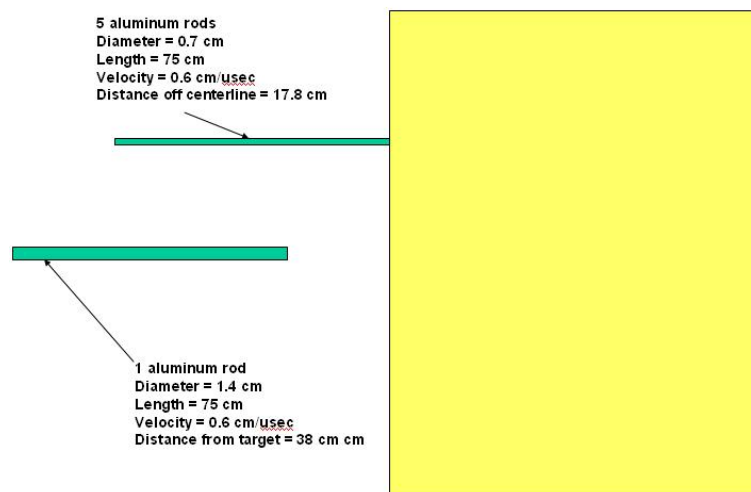 5 aluminum rods
Diameter = 0.7 cm
Length = 75 cm
Velocity = 0.6 cm/usec
Distance off centerline = 17.8 cm
1 aluminum rod
Diameter = 1.4 cm
Length = 75 cm
Velocity = 0.6 cm/usec
Distance from target = 38 cm cm